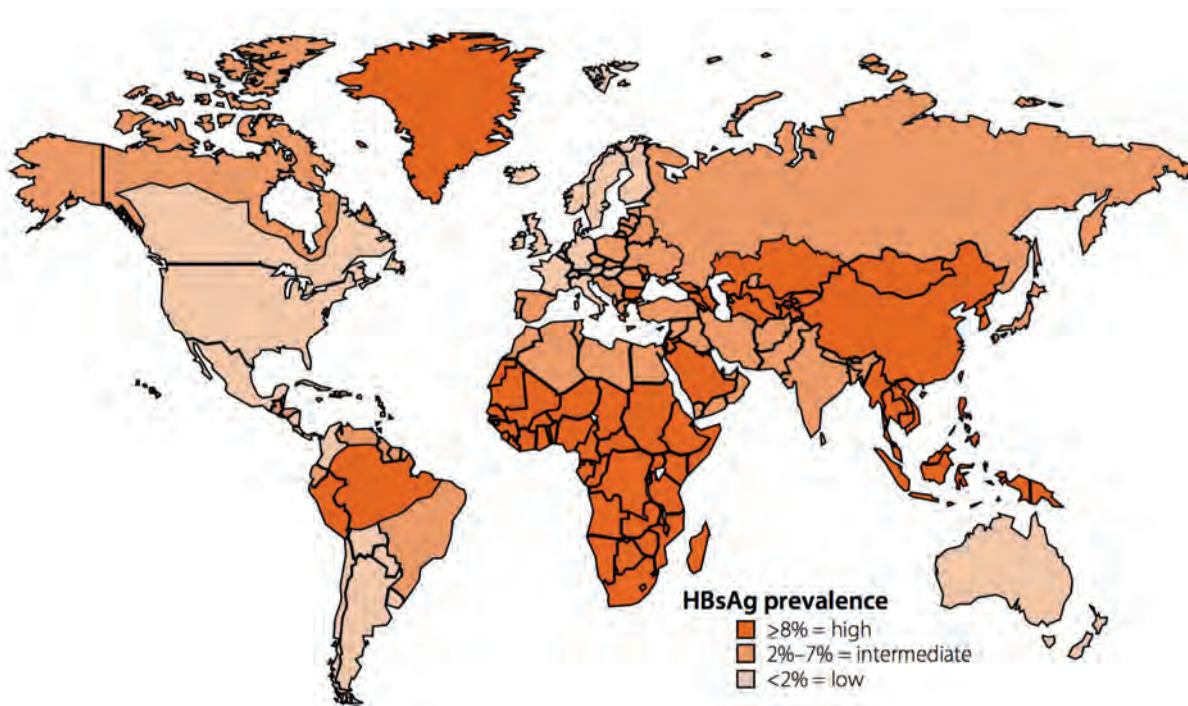 HBsAg prevalence
≥8% = high
2%–7% = intermediate
<2% = low